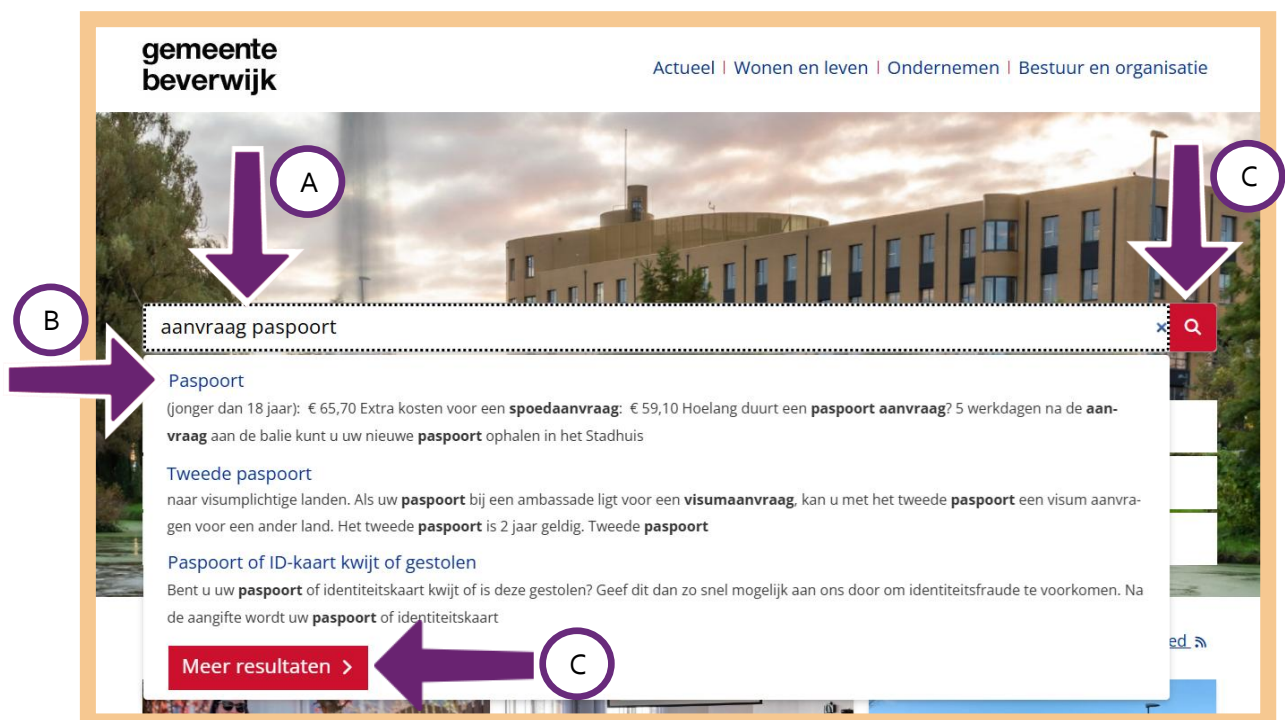 gemeente
beverwijk
Actueel | Wonen en leven | Ondernemen | Bestuur en organisatie
A
C
B
aanvraag paspoort ×
Paspoort
(jonger dan 18 jaar): € 65,70 Extra kosten voor een spoedaanvraag: € 59,10 Hoelang duurt een paspoort aanvraag? 5 werkdagen na de aan-
vraag aan de balie kunt u uw nieuwe paspoort ophalen in het Stadhuis
Tweede paspoort
naar visumplichtige landen. Als uw paspoort bij een ambassade ligt voor een visumaanvraag, kan u met het tweede paspoort een visum aanvra-
gen voor een ander land. Het tweede paspoort is 2 jaar geldig. Tweede paspoort
Paspoort of ID-kaart kwijt of gestolen
Bent u uw paspoort of identiteitskaart kwijt of is deze gestolen? Geef dit dan zo snel mogelijk aan ons door om identiteitsfraude te voorkomen. Na
de aangifte wordt uw paspoort of identiteitskaart
ed
Meer resultaten >
C